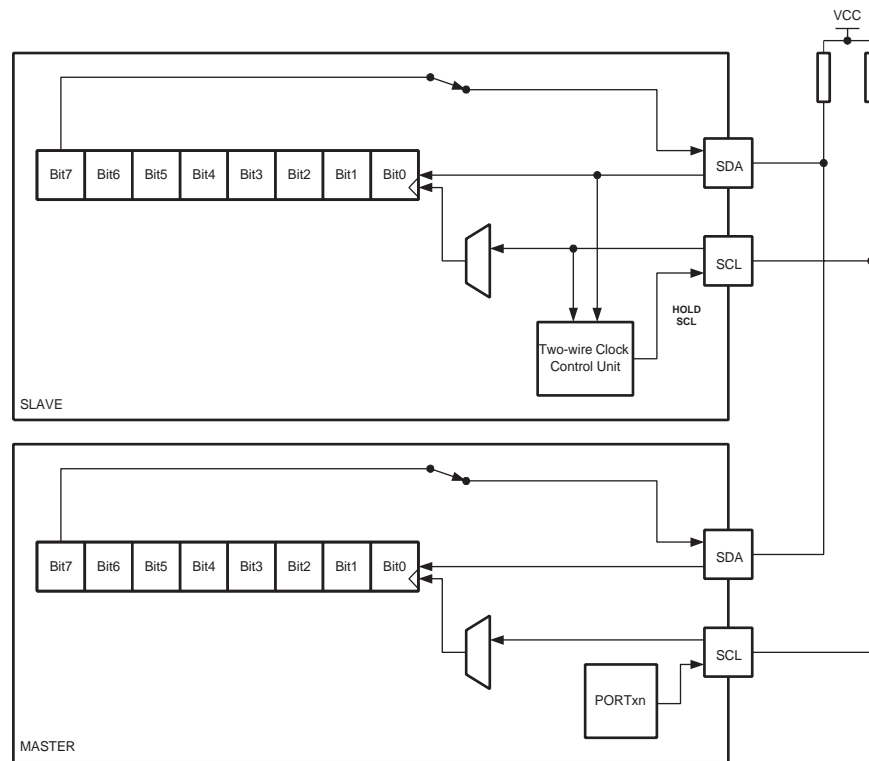 VCC
Bit7 Bit6 Bit5 Bit4 Bit3 Bit2 Bit1 Bit0
SDA
SCL
HOLD
SCL
Two-wire Clock
Control Unit
SLAVE
Bit7 Bit6 Bit5 Bit4 Bit3 Bit2 Bit1 Bit0
SDA
SCL
PORTxn
MASTER